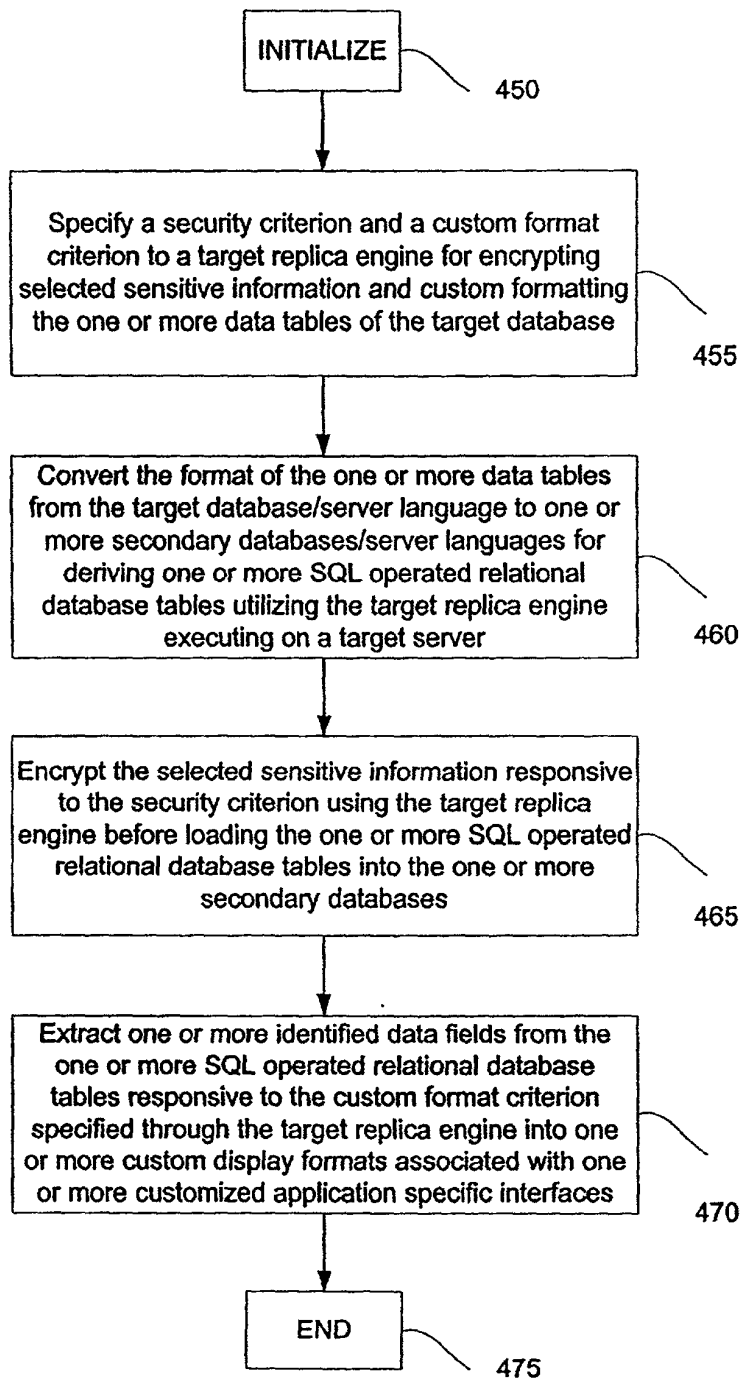 INITIALIZE
450
Specify a security criterion and a custom format
criterion to a target replica engine for encrypting
selected sensitive information and custom formatting
the one or more data tables of the target database
455
Convert the format of the one or more data tables
from the target database/server language to one or
more secondary databases/server languages for
deriving one or more SQL operated relational
database tables utilizing the target replica engine
executing on a target server
460
Encrypt the selected sensitive information responsive
to the security criterion using the target replica
engine before loading the one or more SQL operated
relational database tables into the one or more
secondary databases
465
Extract one or more identified data fields from the
one or more SQL operated relational database
tables responsive to the custom format criterion
specified through the target replica engine into one
or more custom display formats associated with one
or more customized application specific interfaces
470
END
475